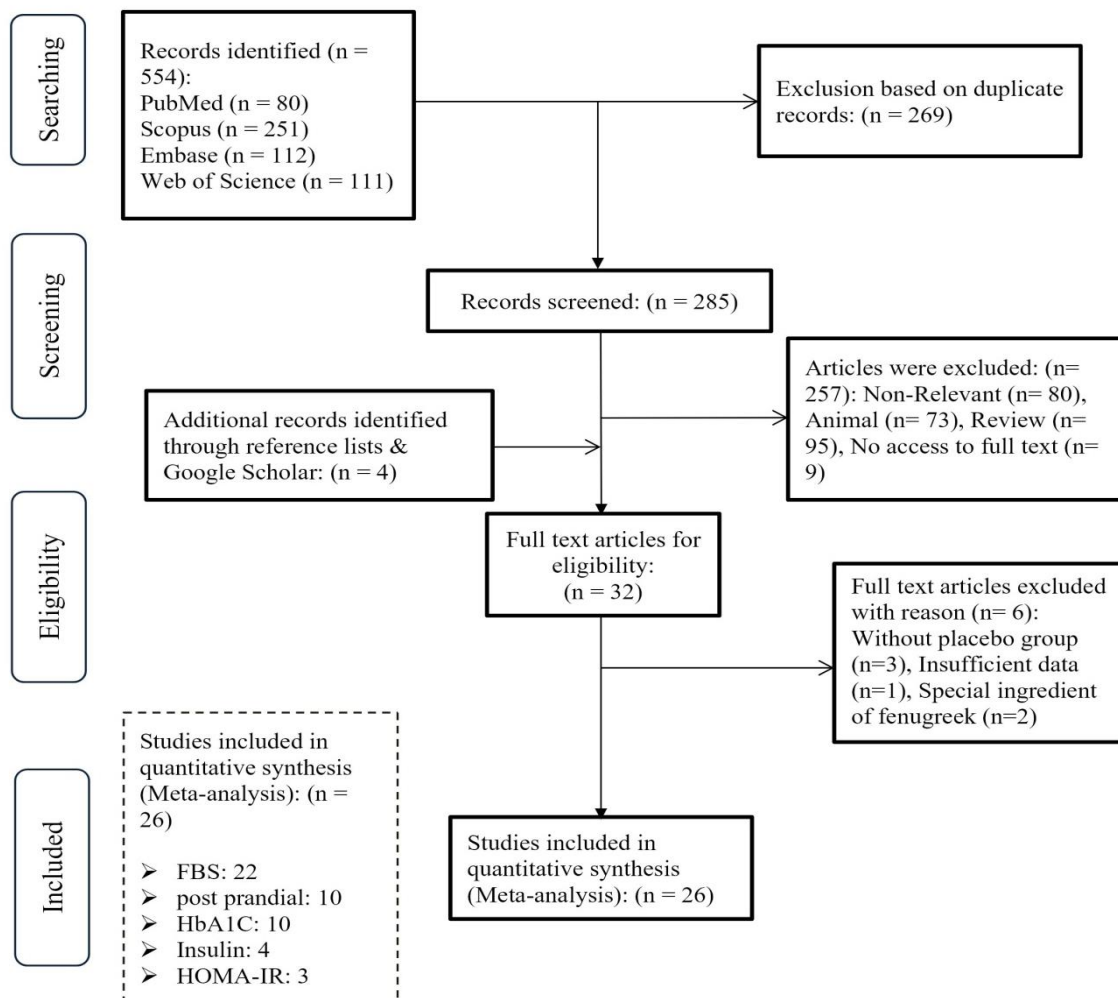 Searching
Records identified (n =
554):
PubMed (n = 80)
Scopus (n = 251)
Embase (n = 112)
Web of Science (n = 111)
Exclusion based on duplicate
records: (n = 269)
Screening
Records screened: (n = 285)
Articles were excluded: (n=
257): Non-Relevant (n= 80),
Animal (n= 73), Review (n=
95), No access to full text (n=
9)
Additional records identified
through reference lists &
Google Scholar: (n = 4)
Eligibility
Full text articles for
eligibility:
(n = 32)
Full text articles excluded
with reason (n= 6):
Without placebo group
(n=3), Insufficient data
(n=1), Special ingredient
of fenugreek (n=2)
Included
Studies included in
quantitative synthesis
(Meta-analysis): (n =
26)
➢ FBS: 22
➢ post prandial: 10
➢ HbA1C: 10
➢ Insulin: 4
➢ HOMA-IR: 3
Studies included in
quantitative synthesis
(Meta-analysis): (n = 26)